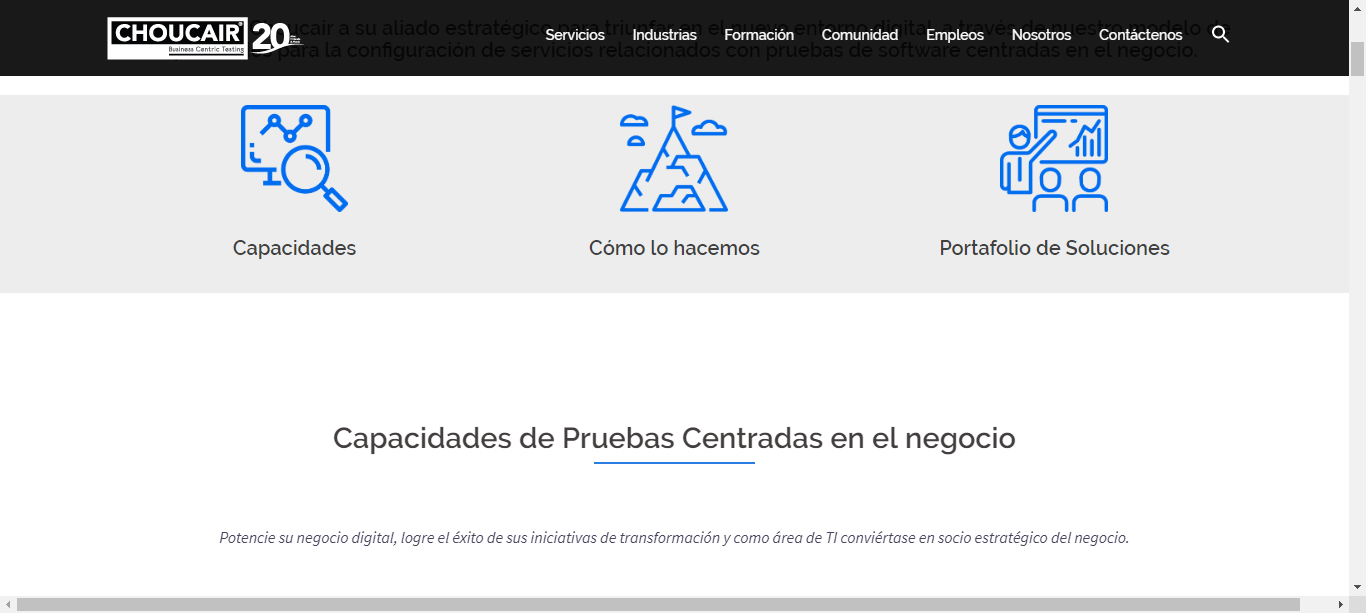 Choucair a su aliado estratégico para triunfar en el nuevo entorno digital, a través de nuestro modelo de
para la configuración de servicios relacionados con pruebas de software centradas en el negocio.
CHOUCAIR
Business Centric Testing
20
Servicios Industrias Formación Comunidad Empleos Nosotros Contáctenos
Capacidades Cómo lo hacemos Portafolio de Soluciones
Capacidades de Pruebas Centradas en el negocio
Potencie su negocio digital, logre el éxito de sus iniciativas de transformación y como área de TI conviértase en socio estratégico del negocio.